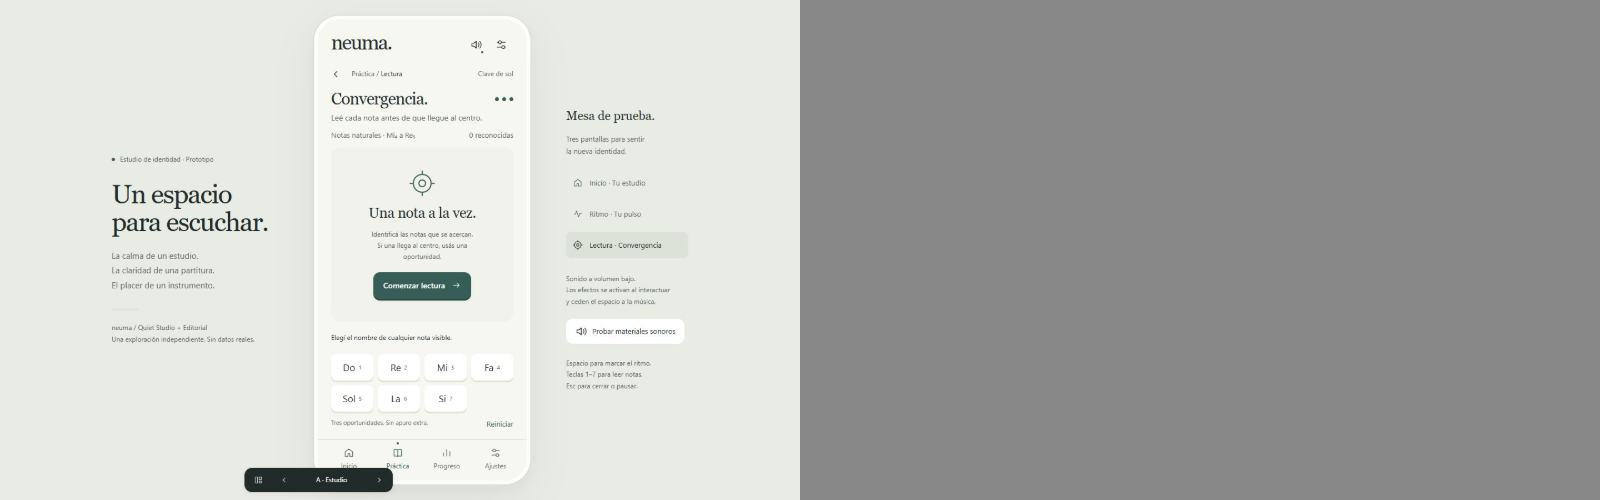 Estudio de identidad · Prototipo
Un espacio
para escuchar.
La calma de un estudio.
La claridad de una partitura.
El placer de un instrumento.
neuma / Quiet Studio + Editorial
Una exploración independiente. Sin datos reales.
neuma.
Práctica / Lectura
Clave de sol
Convergencia.
Leé cada nota antes de que llegue al centro.
Notas naturales · Mi₄ a Re₅
0 reconocidas
Una nota a la vez.
Identificá las notas que se acercan.
Si una llega al centro, usás una
oportunidad.
Comenzar lectura
Elegí el nombre de cualquier nota visible.
Do 1
Re 2
Mi 3
Fa 4
Sol 5
La 6
Si 7
Tres oportunidades. Sin apuro extra.
Reiniciar
Inicio
Práctica
Progreso
Ajustes
A · Estudio
Mesa de prueba.
Tres pantallas para sentir
la nueva identidad.
Inicio · Tu estudio
Ritmo · Tu pulso
Lectura · Convergencia
Sonido a volumen bajo.
Los efectos se activan al interactuar
y ceden el espacio a la música.
Probar materiales sonoros
Espacio para marcar el ritmo.
Teclas 1–7 para leer notas.
Esc para cerrar o pausar.